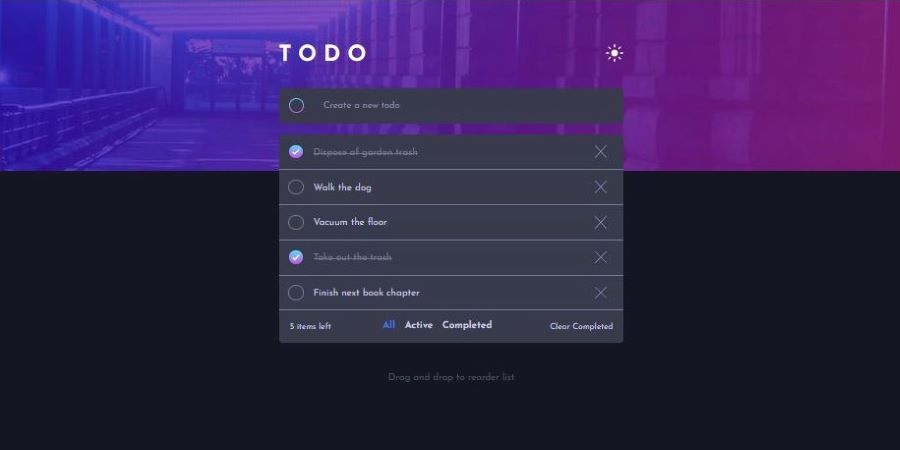 TODO
Create a new todo
Dispose of garden trash
Walk the dog
Vacuum the floor
Take out the trash
Finish next book chapter
3 items left All Active Completed Clear Completed
Drag and drop to reorder list